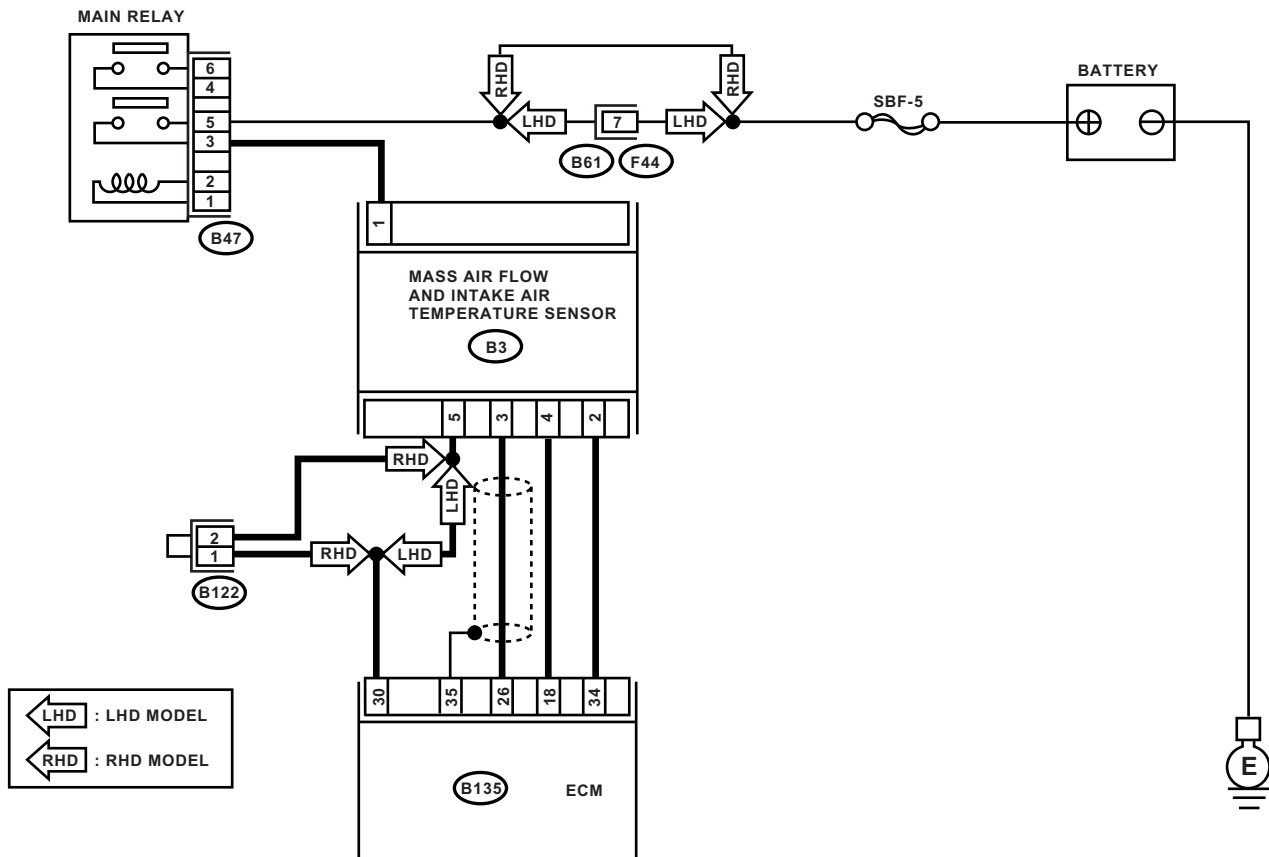 MAIN RELAY
6
4
5
3
2
1
B47
RHD
RHD
LHD
7
LHD
B61
F44
SBF-5
BATTERY
1
MASS AIR FLOW
AND INTAKE AIR
TEMPERATURE SENSOR
B3
5
3
4
2
RHD
LHD
2
1
RHD
LHD
B122
30
35
26
18
34
B135
ECM
LHD : LHD MODEL
RHD : RHD MODEL
E